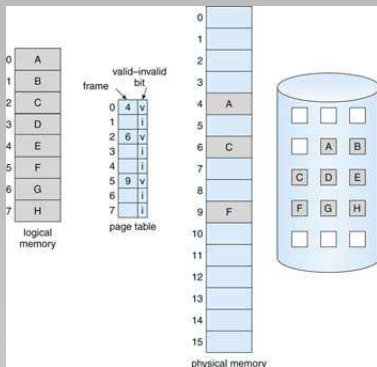 0 A
1 B
2 C
3 D
4 E
5 F
6 G
7 H
logical
memory
valid–invalid
bit
frame
0 4 v
1 i
2 6 v
3 i
4 i
5 9 v
6 i
7 i
page table
0
1
2
3
4 A
5
6 C
7
8
9 F
10
11
12
13
14
15
physical memory
A B
C D E
F G H